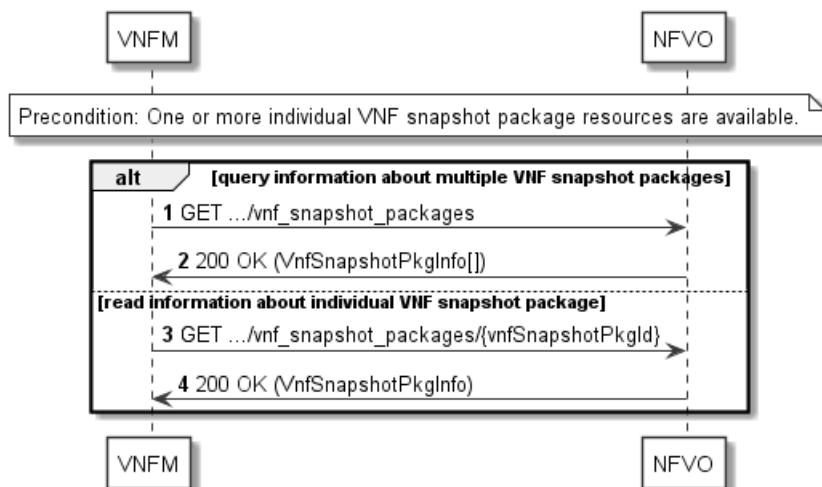 VNFM NFVO
Precondition: One or more individual VNF snapshot package resources are available.
alt [query information about multiple VNF snapshot packages]
1 GET .../vnf_snapshot_packages
2 200 OK (VnfSnapshotPkgInfo[])
[read information about individual VNF snapshot package]
3 GET .../vnf_snapshot_packages/{vnfSnapshotPkgId}
4 200 OK (VnfSnapshotPkgInfo)
VNFM NFVO